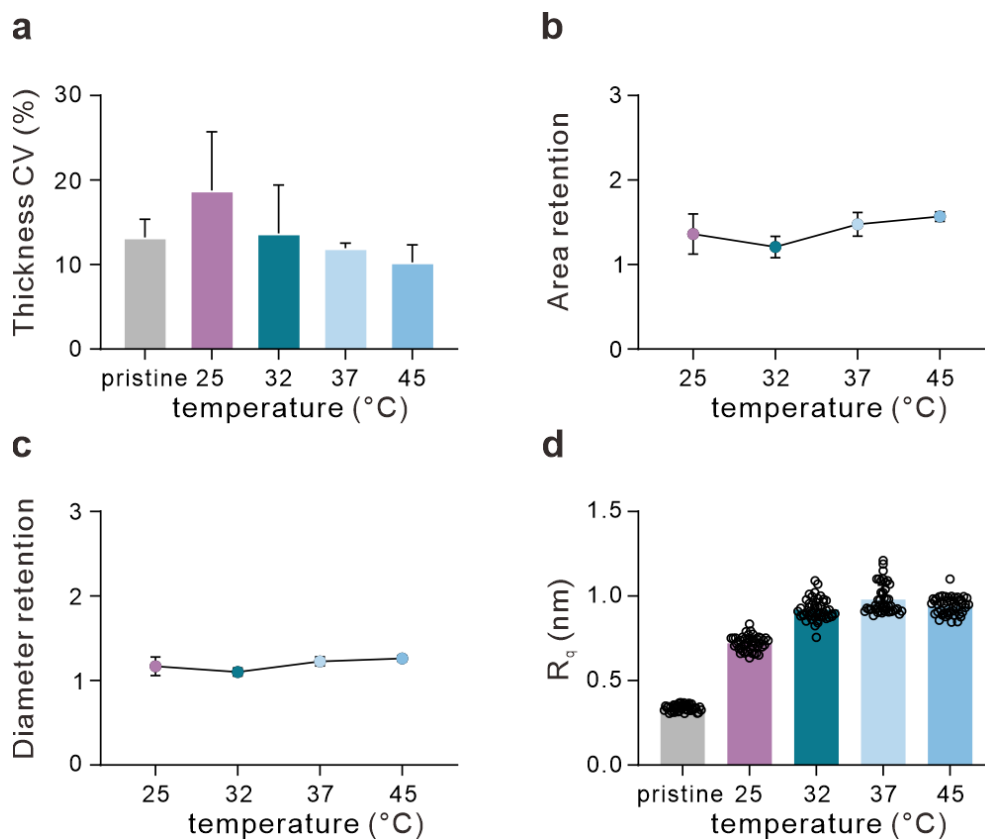 a
Thickness CV (%)
30
20
10
0
pristine 25 32 37 45
temperature (°C)
b
Area retention
3
2
1
0
25 32 37 45
temperature (°C)
c
Diameter retention
3
2
1
0
25 32 37 45
temperature (°C)
d
Rq (nm)
1.5
1.0
0.5
0.0
pristine 25 32 37 45
temperature (°C)